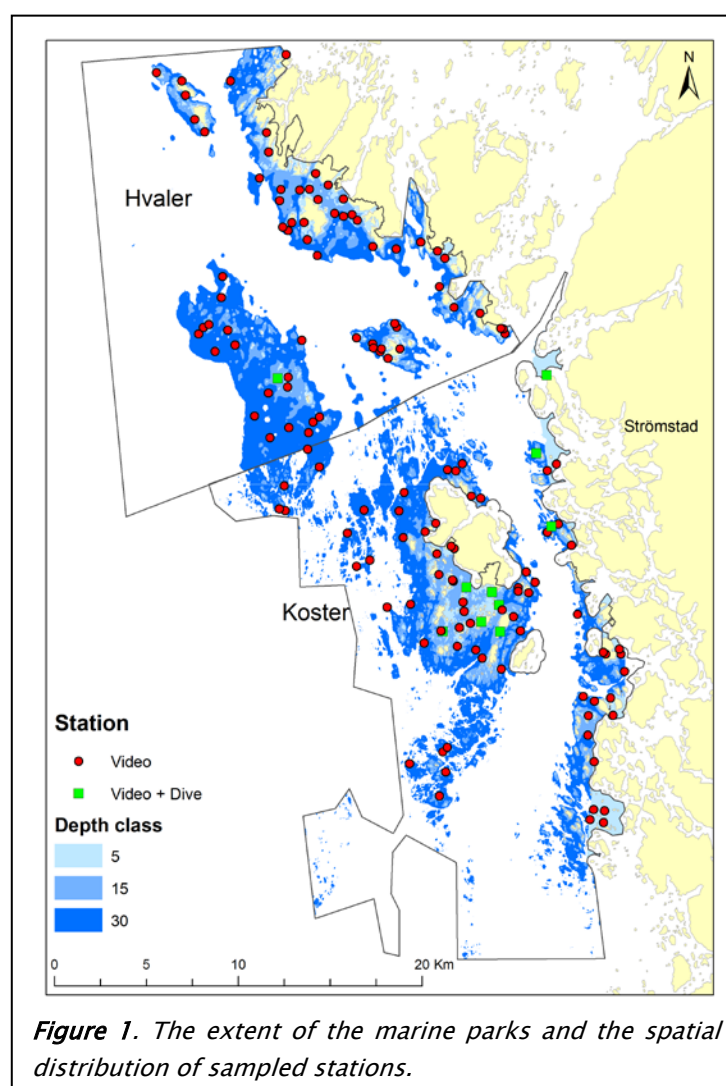 N
Hvaler
Strömstad
Koster
Station
Video
Video + Dive
Depth class
5
15
30
0 5 10 20 Km
Figure 1. The extent of the marine parks and the spatial
distribution of sampled stations.